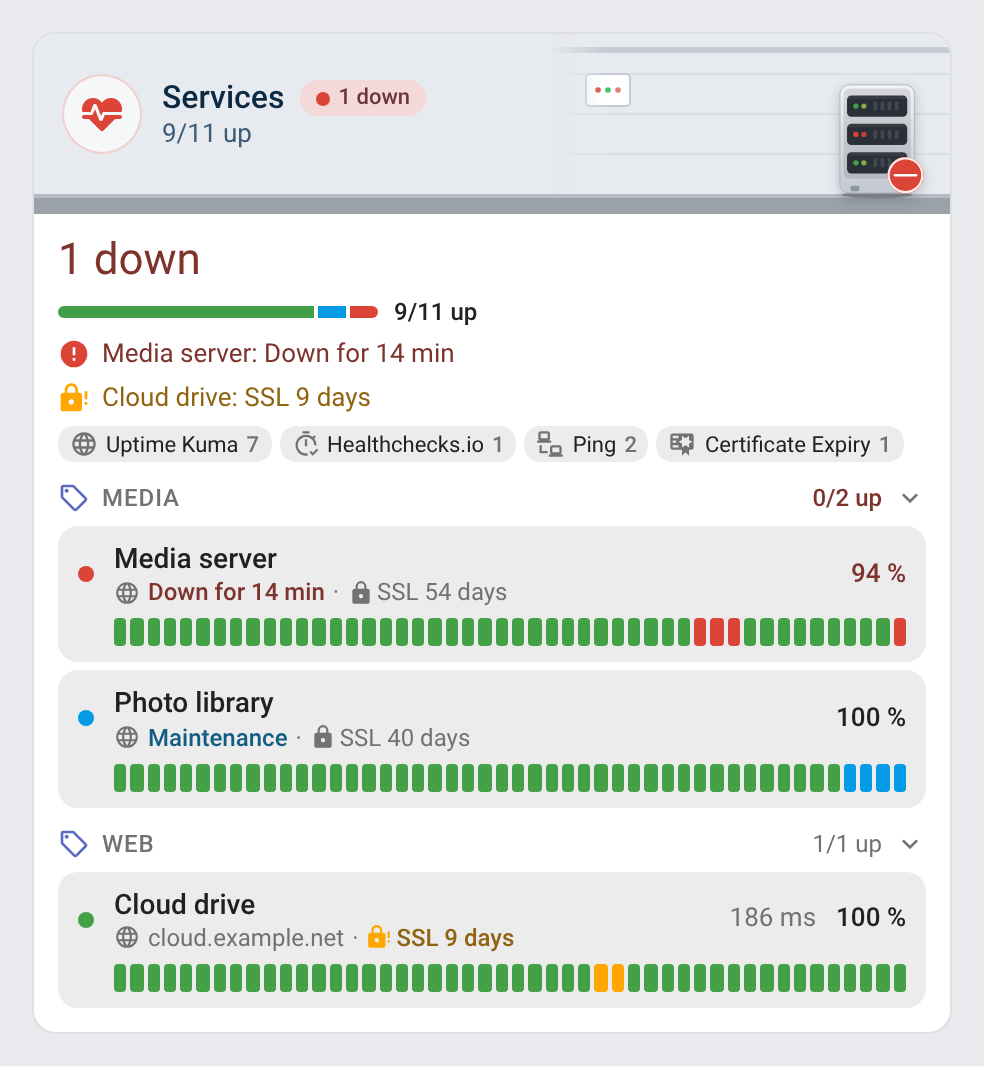 Services
1 down
9/11 up
1 down
9/11 up
Media server: Down for 14 min
Cloud drive: SSL 9 days
Uptime Kuma 7
Healthchecks.io 1
Ping 2
Certificate Expiry 1
MEDIA 0/2 up
Media server
94 %
Down for 14 min · SSL 54 days
Photo library
100 %
Maintenance · SSL 40 days
WEB 1/1 up
Cloud drive
186 ms 100 %
cloud.example.net · SSL 9 days